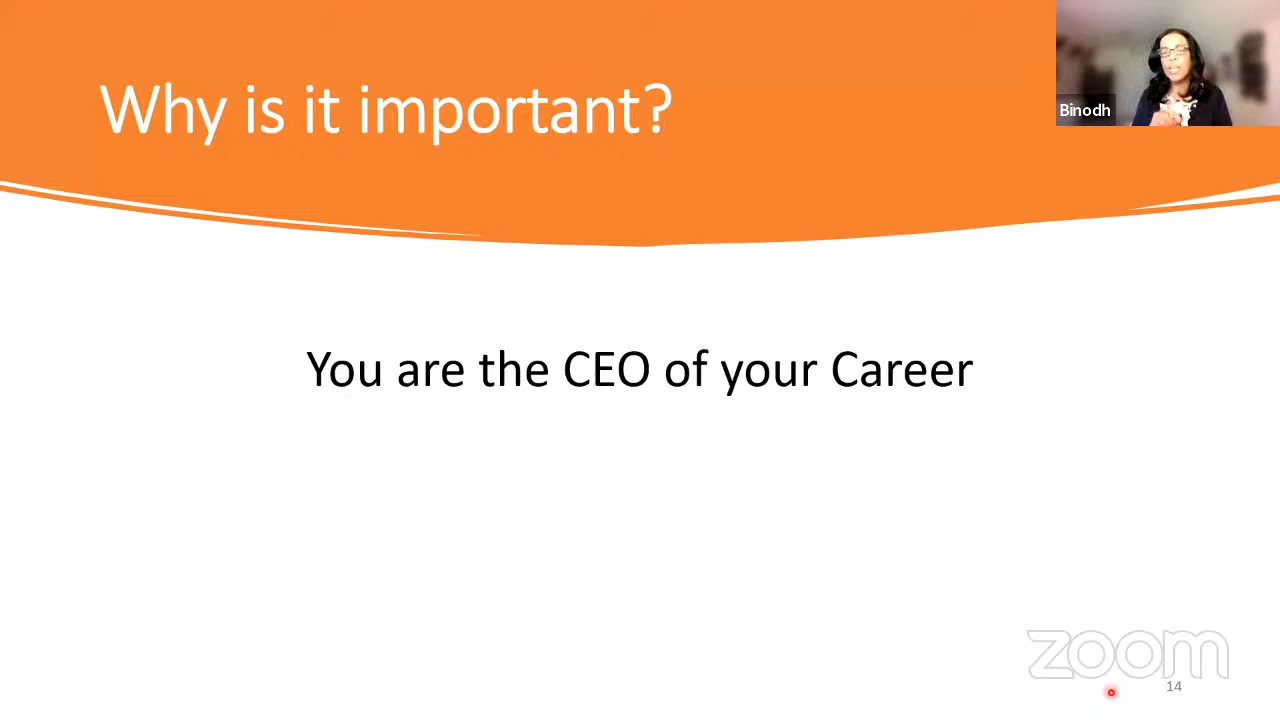 Why is it important?
Binodh
You are the CEO of your Career
zoom
14